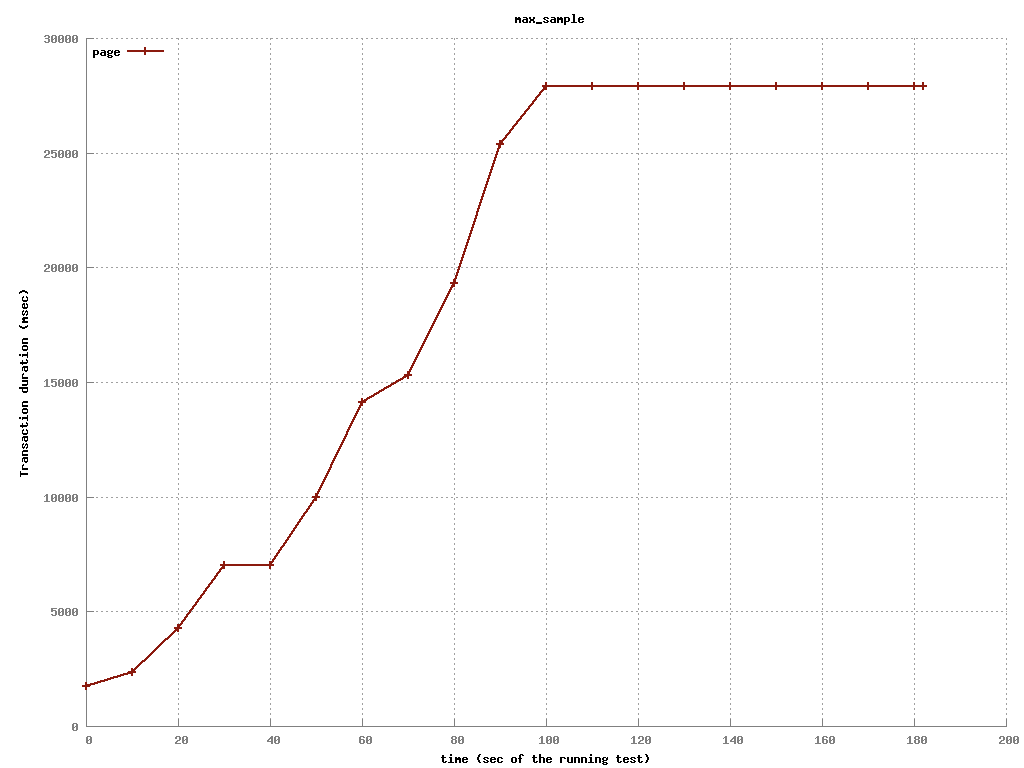 max_sample
30000
page
25000
20000
15000
10000
5000
0
Transaction duration (msec)
0 20 40 60 80 100 120 140 160 180 200
time (sec of the running test)